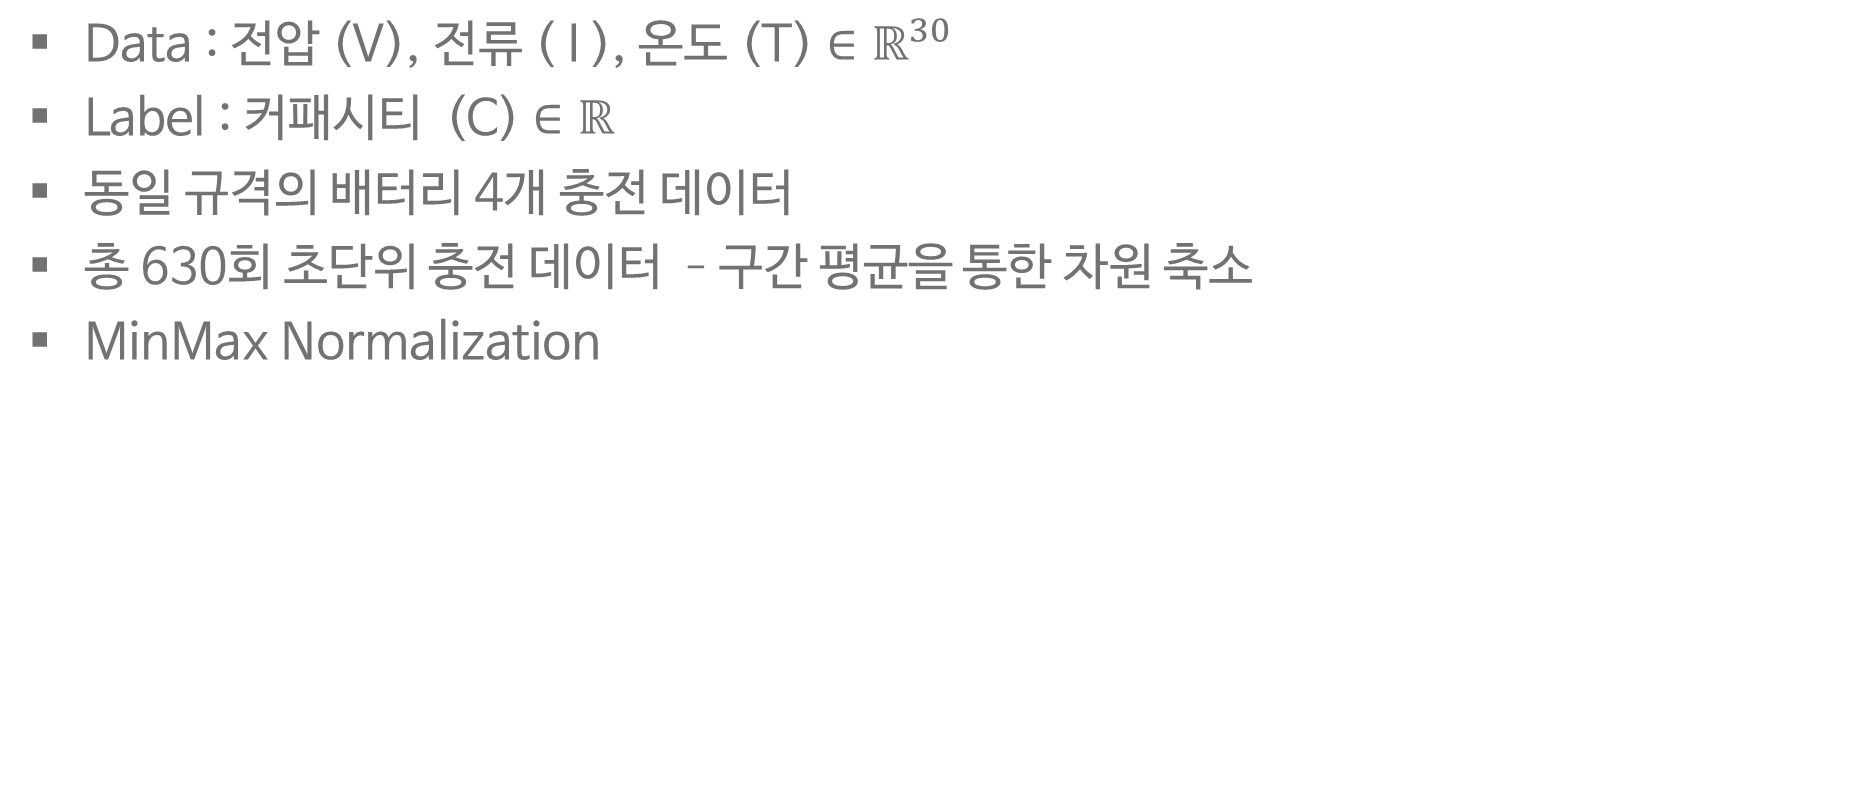 ▪ Data : 전압 (V), 전류 ( I ), 온도 (T) ∈ ℝ³⁰
▪ Label : 커패시티 (C) ∈ ℝ
▪ 동일 규격의 배터리 4개 충전 데이터
▪ 총 630회 초단위 충전 데이터 – 구간 평균을 통한 차원 축소
▪ MinMax Normalization